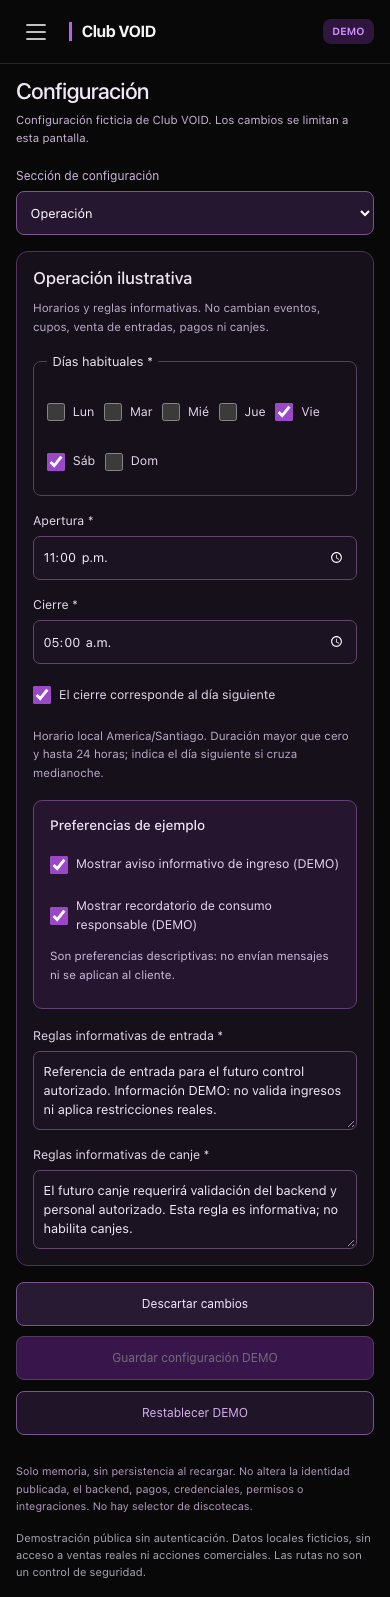 Club VOID
DEMO
Configuración
Configuración ficticia de Club VOID. Los cambios se limitan a
esta pantalla.
Sección de configuración
Operación
Operación ilustrativa
Horarios y reglas informativas. No cambian eventos,
cupos, venta de entradas, pagos ni canjes.
Días habituales *
Lun Mar Mié Jue Vie
Sáb Dom
Apertura *
11:00 p.m.
Cierre *
05:00 a.m.
El cierre corresponde al día siguiente
Horario local America/Santiago. Duración mayor que cero
y hasta 24 horas; indica el día siguiente si cruza
medianoche.
Preferencias de ejemplo
Mostrar aviso informativo de ingreso (DEMO)
Mostrar recordatorio de consumo
responsable (DEMO)
Son preferencias descriptivas: no envían mensajes
ni se aplican al cliente.
Reglas informativas de entrada *
Referencia de entrada para el futuro control
autorizado. Información DEMO: no valida ingresos
ni aplica restricciones reales.
Reglas informativas de canje *
El futuro canje requerirá validación del backend y
personal autorizado. Esta regla es informativa; no
habilita canjes.
Descartar cambios
Guardar configuración DEMO
Restablecer DEMO
Solo memoria, sin persistencia al recargar. No altera la identidad
publicada, el backend, pagos, credenciales, permisos o
integraciones. No hay selector de discotecas.
Demostración pública sin autenticación. Datos locales ficticios, sin
acceso a ventas reales ni acciones comerciales. Las rutas no son
un control de seguridad.